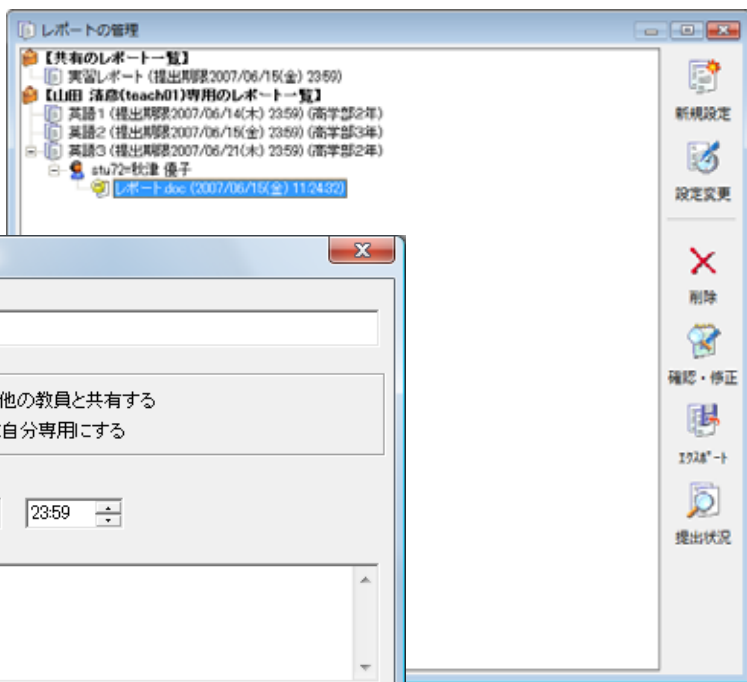 レポートの管理
【共有のレポート一覧】
実習レポート (提出期限2007/06/15(金) 23:59)
【山田 清彦(teach01)専用のレポート一覧】
英語1 (提出期限2007/06/14(木) 23:59) (高学部2年)
英語2 (提出期限2007/06/15(金) 23:59) (高学部3年)
英語3 (提出期限2007/06/21(木) 23:59) (高学部2年)
stu72=秋津 優子
レポート.doc (2007/06/15(金) 11:24:32)
新規設定
設定変更
削除
確認・修正
エクスポート
提出状況
他の教員と共有する
自分専用にする
23:59